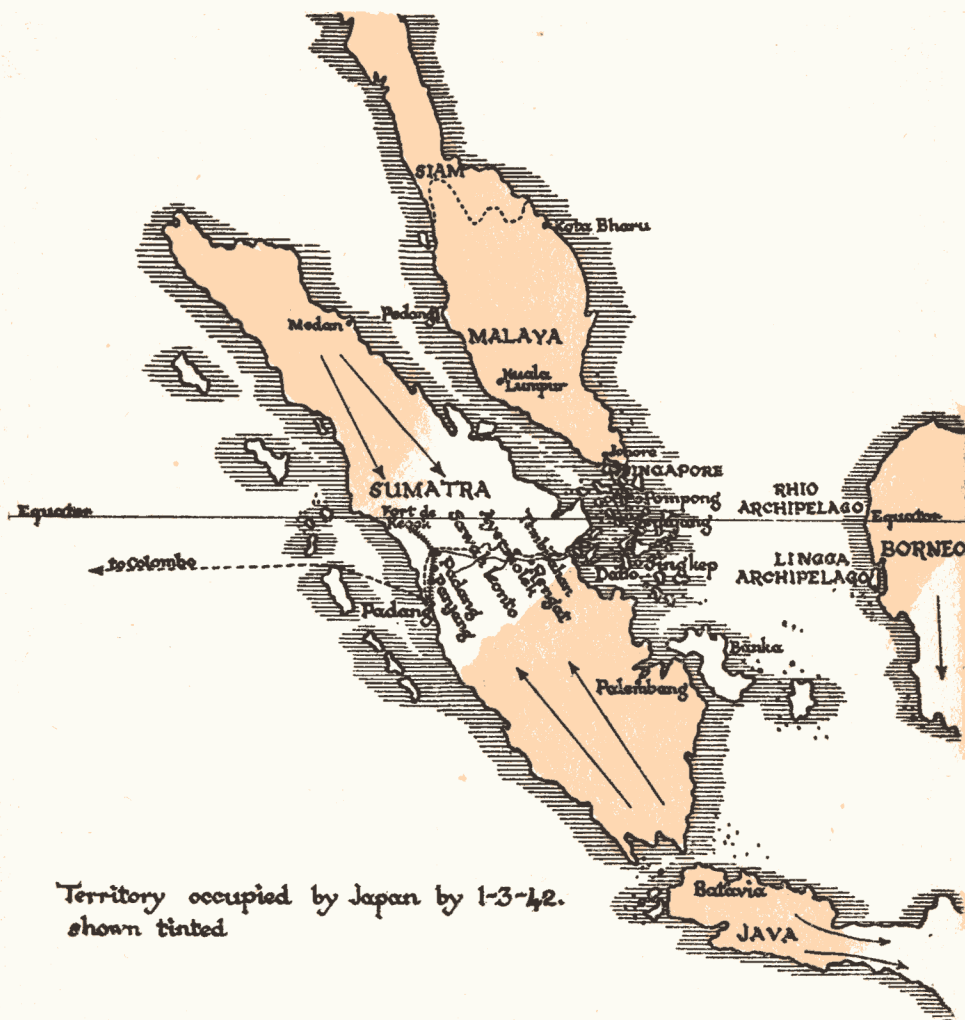 SIAM
Kota Bharu
Medan
MALAYA
Kuala
Lumpur
Johore
SINGAPORE
SUMATRA
Pompong
RHIO
ARCHIPELAGO
Equator
Equator
Fort de
to Colombo
BORNEO
LINGGA
ARCHIPELAGO
Singkep
Dabo
Padang
Padang
Panjang
Banka
Palembang
Batavia
JAVA
Territory occupied by Japan by 1-3-42.
shown tinted